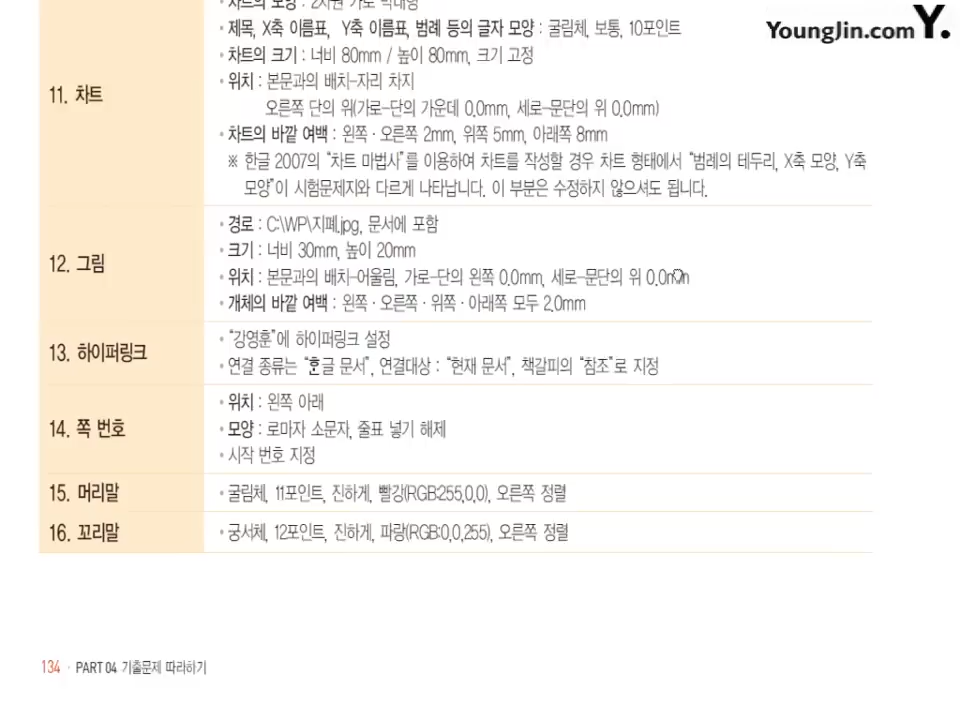 • 차트의 모양 : 2차원 가로 막대형
YoungJin.com Y.
• 제목, X축 이름표, Y축 이름표, 범례 등의 글자 모양 : 굴림체, 보통, 10포인트
• 차트의 크기 : 너비 80mm / 높이 80mm, 크기 고정
• 위치 : 본문과의 배치-자리 차지
11. 차트
오른쪽 단의 위(가로-단의 가운데 0.0mm, 세로-문단의 위 0.0mm)
• 차트의 바깥 여백 : 왼쪽·오른쪽 2mm, 위쪽 5mm, 아래쪽 8mm
※ 한글 2007의 “차트 마법사”를 이용하여 차트를 작성할 경우 차트 형태에서 “범례의 테두리, X축 모양, Y축
모양”이 시험문제지와 다르게 나타납니다. 이 부분은 수정하지 않으셔도 됩니다.
12. 그림
• 경로 : C:\WP\지폐.jpg, 문서에 포함
• 크기 : 너비 30mm, 높이 20mm
• 위치 : 본문과의 배치-어울림, 가로-단의 왼쪽 0.0mm, 세로-문단의 위 0.0mm
• 개체의 바깥 여백 : 왼쪽·오른쪽·위쪽·아래쪽 모두 2.0mm
13. 하이퍼링크
• “강영훈”에 하이퍼링크 설정
• 연결 종류는 “ᄒᆞᆫ글 문서”, 연결대상 : “현재 문서”, 책갈피의 “참조”로 지정
14. 쪽 번호
• 위치 : 왼쪽 아래
• 모양 : 로마자 소문자, 줄표 넣기 해제
• 시작 번호 지정
15. 머리말
• 굴림체, 11포인트, 진하게, 빨강(RGB:255,0,0), 오른쪽 정렬
16. 꼬리말
• 궁서체, 12포인트, 진하게, 파랑(RGB:0,0,255), 오른쪽 정렬
134 · PART 04 기출문제 따라하기